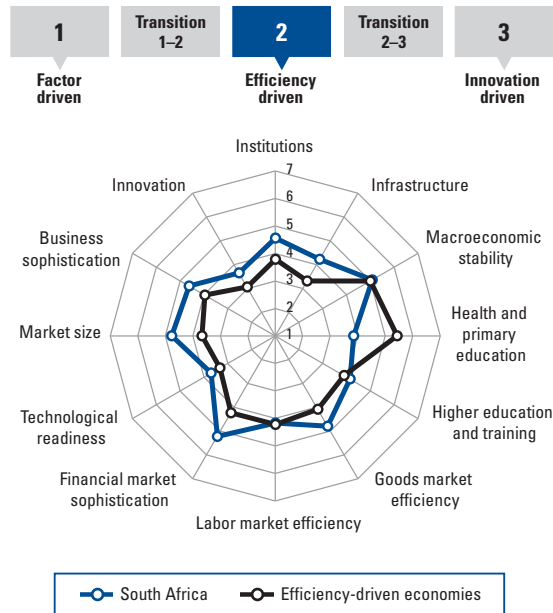 1
Transition
1–2
2
Transition
2–3
3
Factor
driven
Efficiency
driven
Innovation
driven
Institutions
7
Innovation
6
Infrastructure
5
Business
sophistication
4
Macroeconomic
stability
3
2
Market size
1
Health and
primary
education
Technological
readiness
Higher education
and training
Financial market
sophistication
Goods market
efficiency
Labor market efficiency
South Africa
Efficiency-driven economies